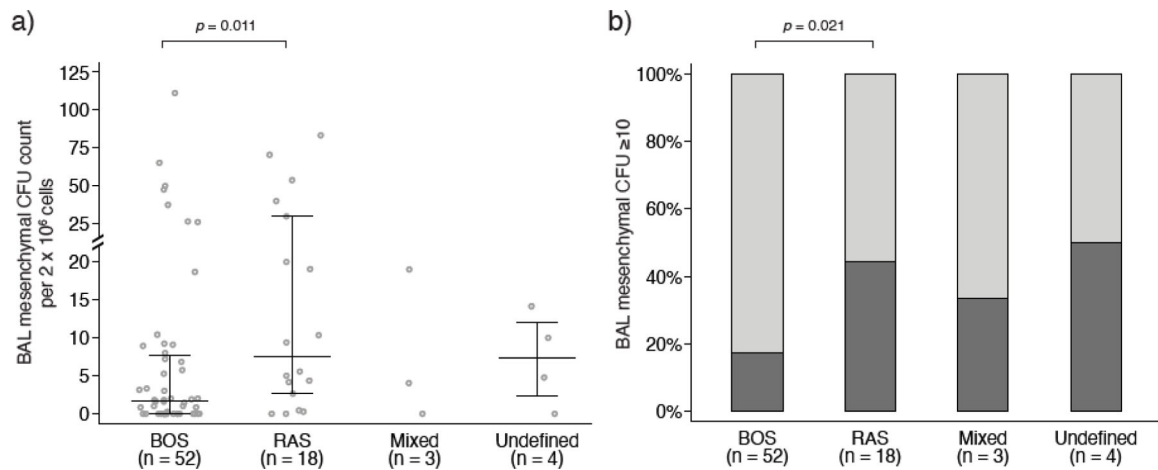 a)
p = 0.011
BAL mesenchymal CFU count
per 2 x 10⁶ cells
125
100
75
50
25
20
15
10
5
0
BOS
(n = 52)
RAS
(n = 18)
Mixed
(n = 3)
Undefined
(n = 4)
b)
p = 0.021
BAL mesenchymal CFU ≥10
100%
80%
60%
40%
20%
0%
BOS
(n = 52)
RAS
(n = 18)
Mixed
(n = 3)
Undefined
(n = 4)